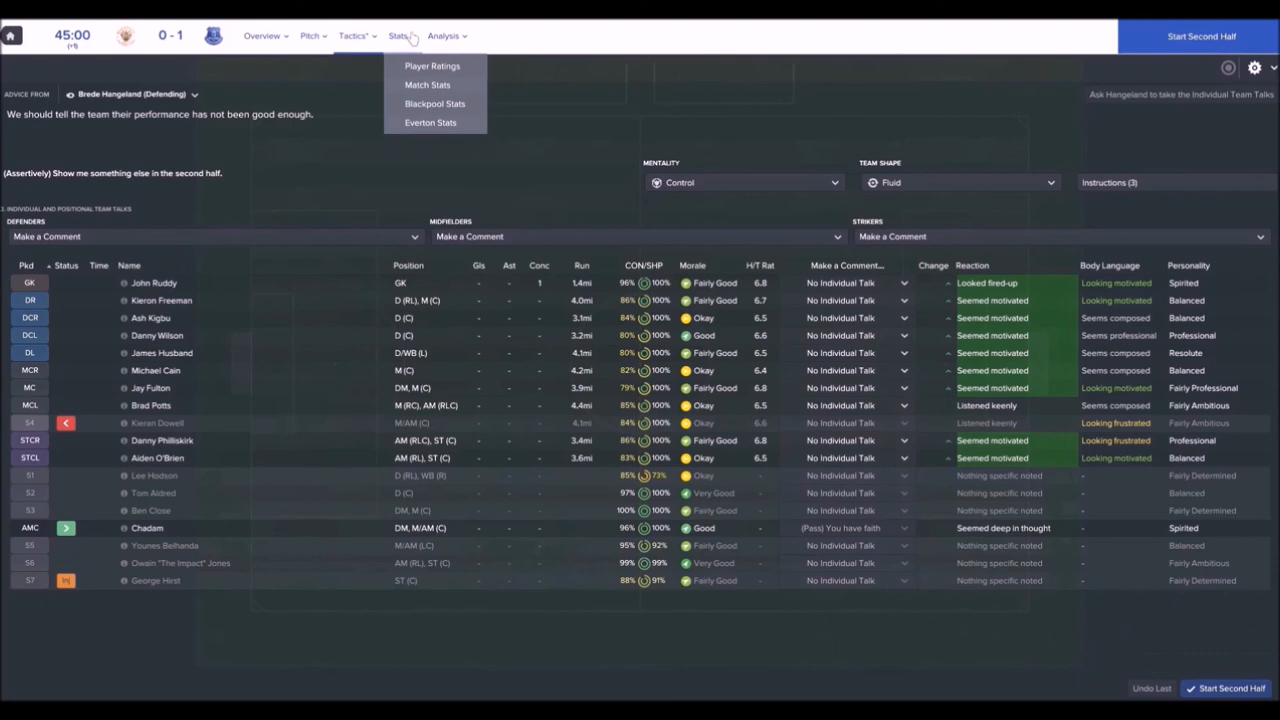 45:00 0 - 1 Overview Pitch Tactics* Stats Analysis Start Second Half
(+1)
Player Ratings
Match Stats
Blackpool Stats
Everton Stats
ADVICE FROM Brede Hangeland (Defending) Ask Hangeland to take the Individual Team Talks
We should tell the team their performance has not been good enough.
MENTALITY TEAM SHAPE
(Assertively) Show me something else in the second half.
Control Fluid Instructions (3)
3. INDIVIDUAL AND POSITIONAL TEAM TALKS
DEFENDERS MIDFIELDERS STRIKERS
Make a Comment Make a Comment Make a Comment
Pkd Status Time Name Position Gls Ast Conc Run CON/SHP Morale H/T Rat Make a Comment... Change Reaction Body Language Personality
GK John Ruddy GK - - 1 1.4mi 96% 100% Fairly Good 6.8 No Individual Talk Looked fired-up Looking motivated Spirited
DR Kieron Freeman D (RL), M (C) - - - 4.0mi 86% 100% Fairly Good 6.7 No Individual Talk Seemed motivated Looking motivated Balanced
DCR Ash Kigbu D (C) - - - 3.1mi 84% 100% Okay 6.5 No Individual Talk Seemed motivated Seems composed Balanced
DCL Danny Wilson D (C) - - - 3.2mi 80% 100% Good 6.6 No Individual Talk Seemed motivated Seems professional Professional
DL James Husband D/WB (L) - - - 4.1mi 80% 100% Fairly Good 6.5 No Individual Talk Seemed motivated Seems composed Resolute
MCR Michael Cain M (C) - - - 4.2mi 82% 100% Okay 6.4 No Individual Talk Seemed motivated Seems composed Balanced
MC Jay Fulton DM, M (C) - - - 3.9mi 79% 100% Fairly Good 6.8 No Individual Talk Seemed motivated Looking motivated Fairly Professional
MCL Brad Potts M (RC), AM (RLC) - - - 4.4mi 85% 100% Okay 6.5 No Individual Talk Listened keenly Seems composed Fairly Ambitious
S4 Kieran Dowell M/AM (C) - - - 4.1mi 84% 100% Okay 6.6 No Individual Talk Listened keenly Looking frustrated Fairly Ambitious
STCR Danny Philliskirk AM (RLC), ST (C) - - - 3.4mi 86% 100% Fairly Good 6.8 No Individual Talk Seemed motivated Looking frustrated Professional
STCL Aiden O'Brien AM (RL), ST (C) - - - 3.6mi 83% 100% Okay 6.5 No Individual Talk Seemed motivated Looking motivated Balanced
S1 Lee Hodson D (RL), WB (R) - - - 85% 73% Okay - No Individual Talk Nothing specific noted - Fairly Determined
S2 Tom Aldred D (C) - - - 97% 100% Very Good - No Individual Talk Nothing specific noted - Balanced
S3 Ben Close DM, M (C) - - - 100% 100% Fairly Good - No Individual Talk Nothing specific noted - Fairly Determined
AMC Chadam DM, M/AM (C) - - - 96% 100% Good - (Pass) You have faith Seemed deep in thought Spirited
S5 Younes Belhanda M/AM (LC) - - - 95% 92% Fairly Good - No Individual Talk Nothing specific noted - Balanced
S6 Owain "The Impact" Jones AM (RL), ST (C) - - - 99% 99% Very Good - No Individual Talk Nothing specific noted - Fairly Ambitious
S7 Inj George Hirst ST (C) - - - 88% 91% Fairly Good - No Individual Talk Nothing specific noted - Fairly Determined
Undo Last Start Second Half